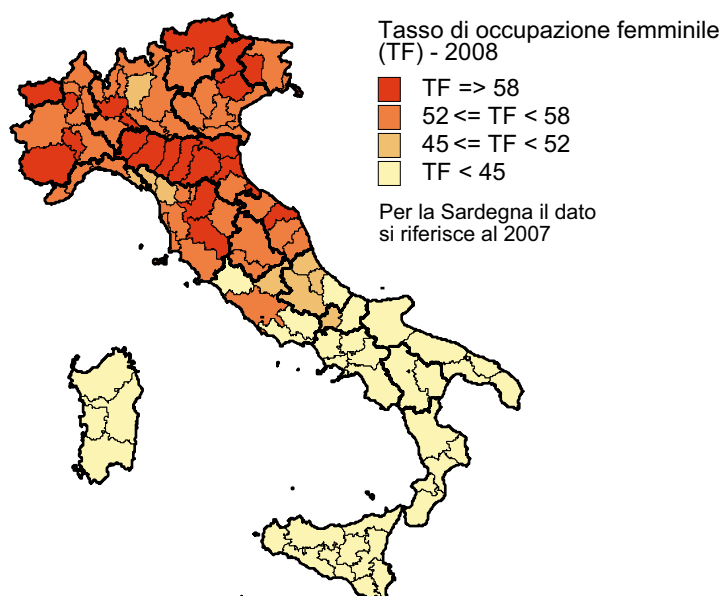 Tasso di occupazione femminile
(TF) - 2008
TF => 58
52 <= TF < 58
45 <= TF < 52
TF < 45
Per la Sardegna il dato
si riferisce al 2007